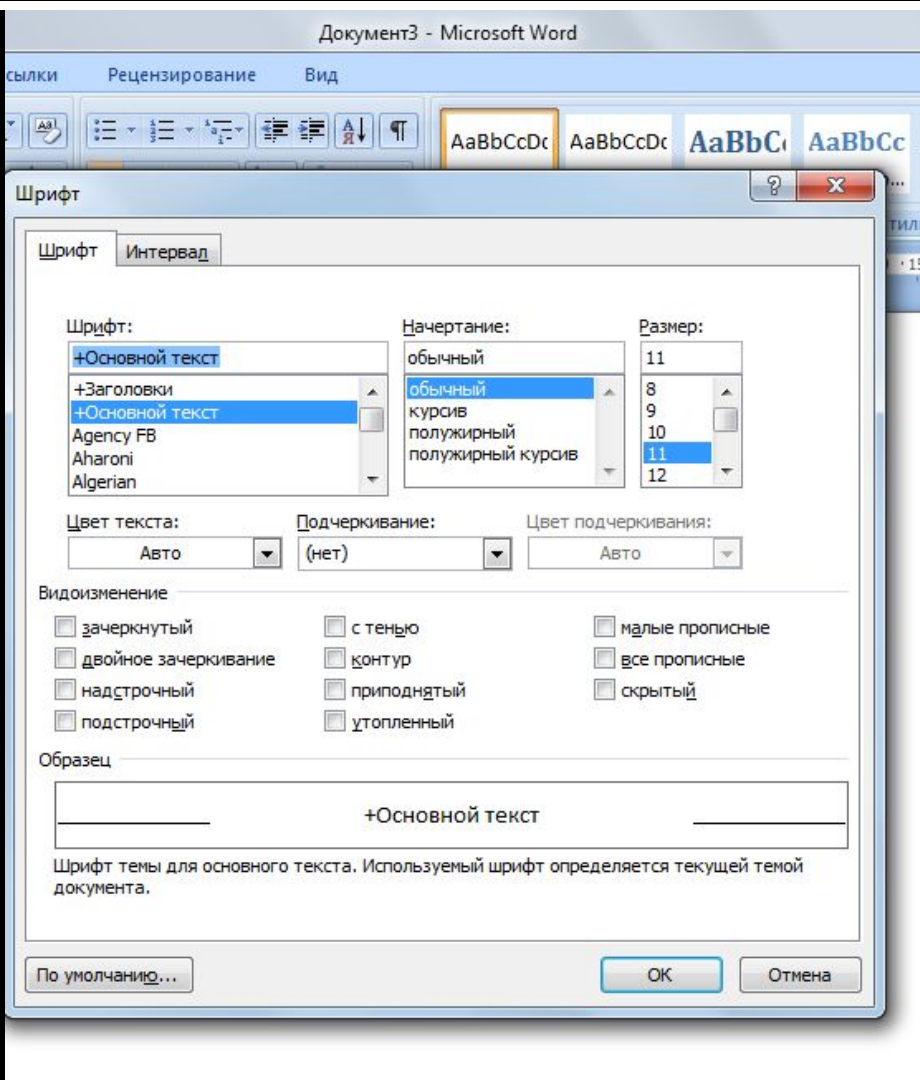 Документ3 - Microsoft Word
сылки Рецензирование Вид
AaBbCcDc AaBbCcDc AaBbC AaBbCc
Шрифт
Шрифт Интервал
Шрифт: Начертание: Размер:
+Основной текст обычный 11
+Заголовки обычный 8
+Основной текст курсив 9
Agency FB полужирный 10
Aharoni полужирный курсив 11
Algerian 12
Цвет текста: Подчеркивание: Цвет подчеркивания:
Авто (нет) Авто
Видоизменение
зачеркнутый с тенью малые прописные
двойное зачеркивание контур все прописные
надстрочный приподнятый скрытый
подстрочный утопленный
Образец
+Основной текст
Шрифт темы для основного текста. Используемый шрифт определяется текущей темой
документа.
По умолчанию... ОК Отмена